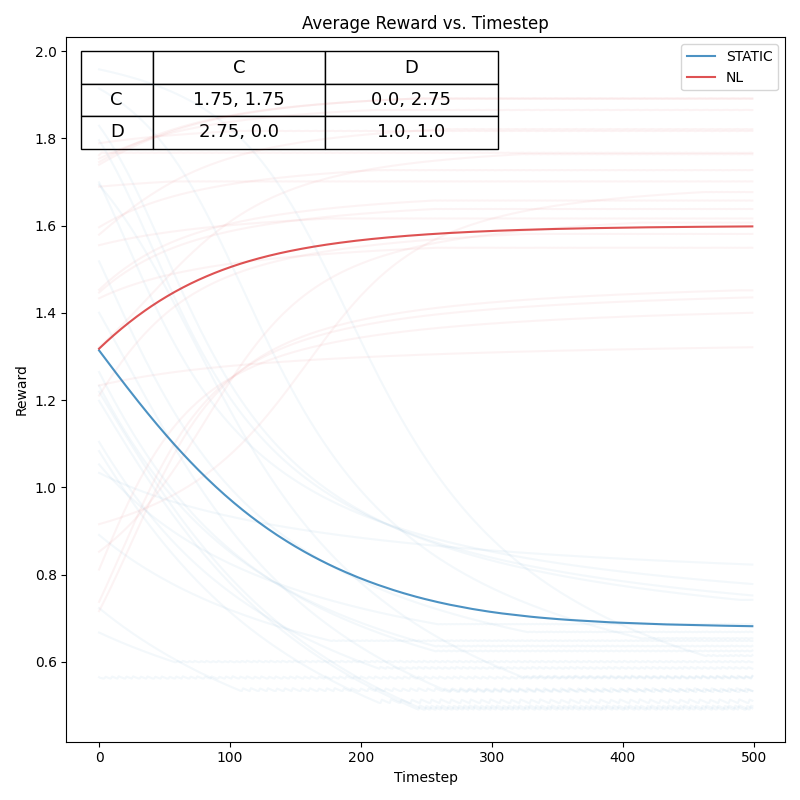 Average Reward vs. Timestep
C D
C 1.75, 1.75 0.0, 2.75
D 2.75, 0.0 1.0, 1.0
STATIC
NL
2.0
1.8
1.6
1.4
1.2
1.0
0.8
0.6
Reward
0 100 200 300 400 500
Timestep